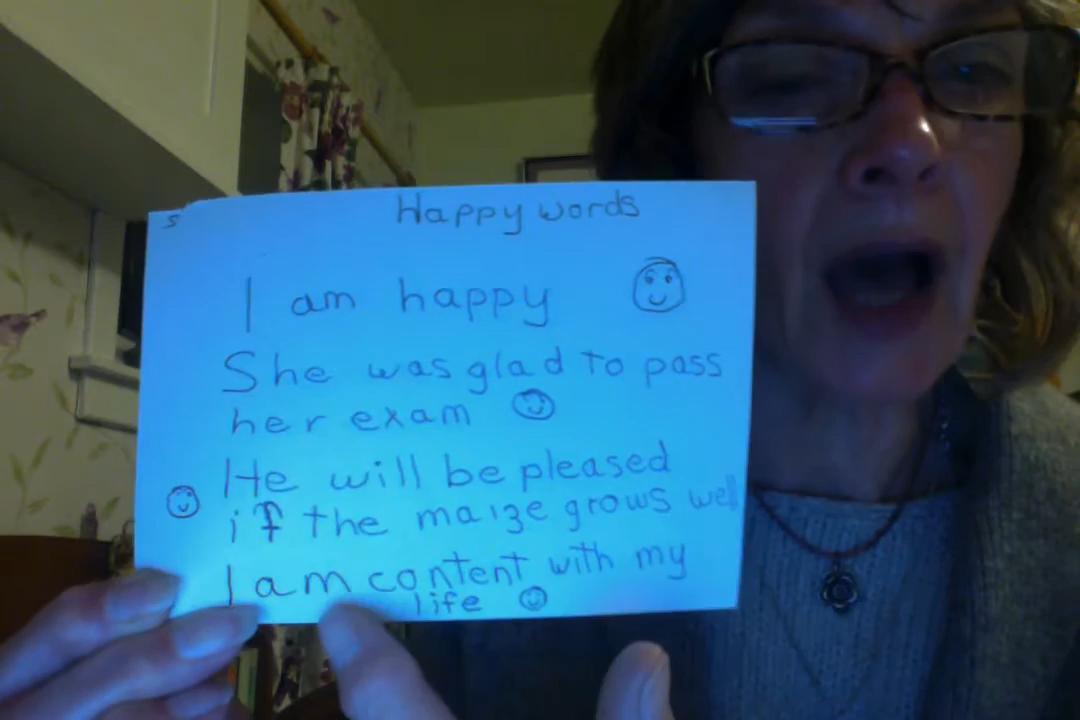 5
Happy words
I am happy
She was glad to pass
her exam
He will be pleased
if the maize grows well
I am content with my
life